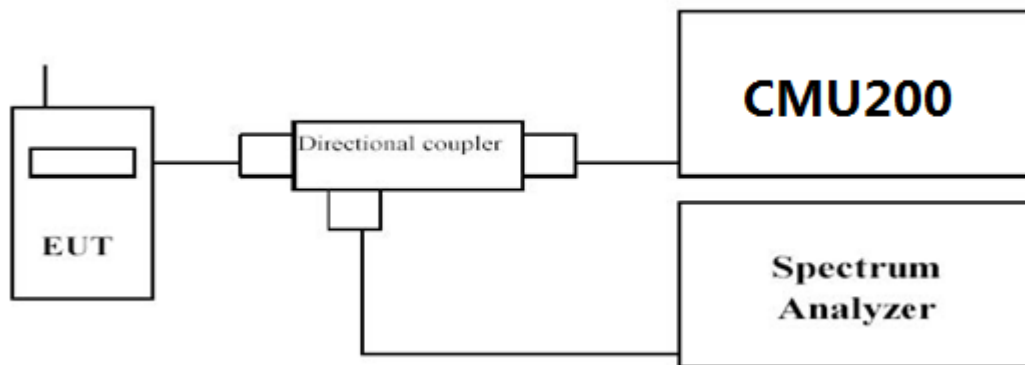 EUT
Directional coupler
CMU200
Spectrum
Analyzer